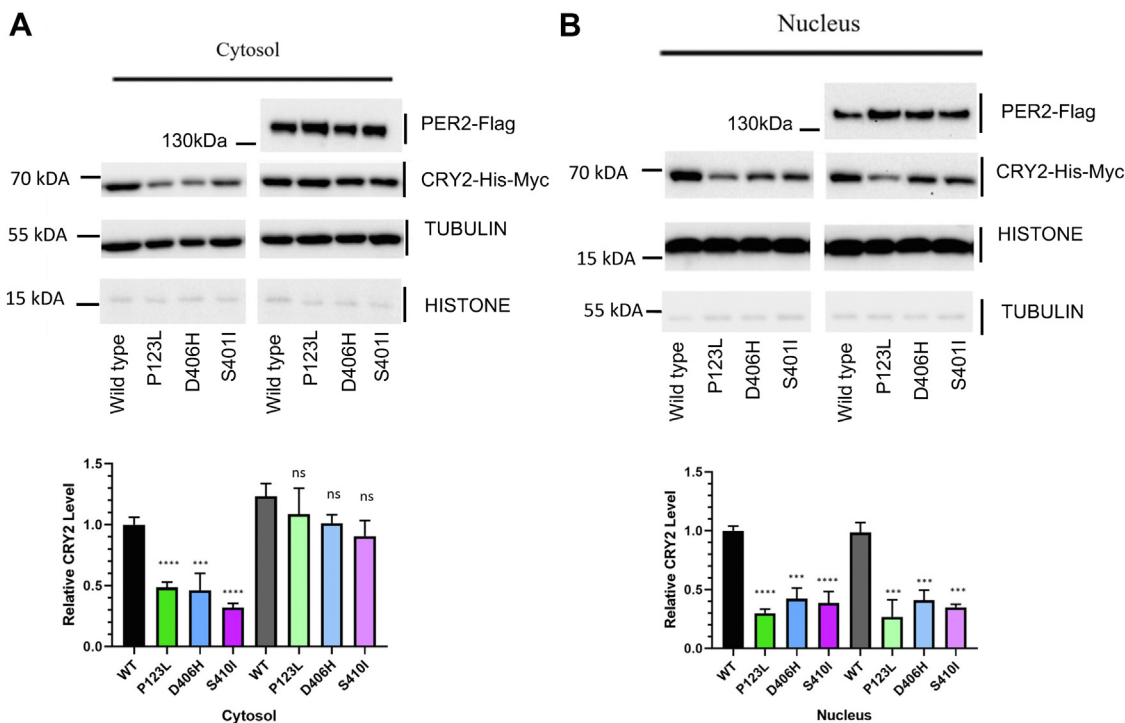 A
Cytosol
PER2-Flag
130kDa
70 kDA
CRY2-His-Myc
55 kDA
TUBULIN
15 kDA
HISTONE
Wild type
P123L
D406H
S401I
Wild type
P123L
D406H
S401I
Relative CRY2 Level
1.5
1.0
0.5
0.0
**** *** **** ns ns ns
WT P123L D406H S410I WT P123L D406H S410I
Cytosol
B
Nucleus
PER2-Flag
130kDa
70 kDA
CRY2-His-Myc
HISTONE
15 kDA
55 kDA
TUBULIN
Wild type
P123L
D406H
S401I
Wild type
P123L
D406H
S401I
Relative CRY2 Level
1.5
1.0
0.5
0.0
**** *** **** *** *** ***
WT P123L D406H S410I WT P123L D406H S410I
Nucleus